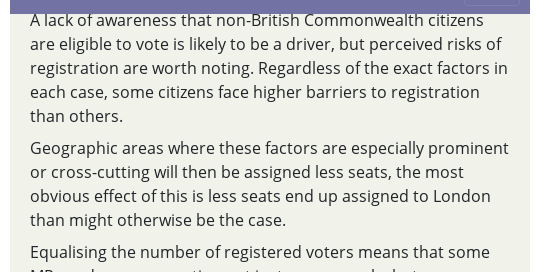 A lack of awareness that non-British Commonwealth citizens
are eligible to vote is likely to be a driver, but perceived risks of
registration are worth noting. Regardless of the exact factors in
each case, some citizens face higher barriers to registration
than others.
Geographic areas where these factors are especially prominent
or cross-cutting will then be assigned less seats, the most
obvious effect of this is less seats end up assigned to London
than might otherwise be the case.
Equalising the number of registered voters means that some